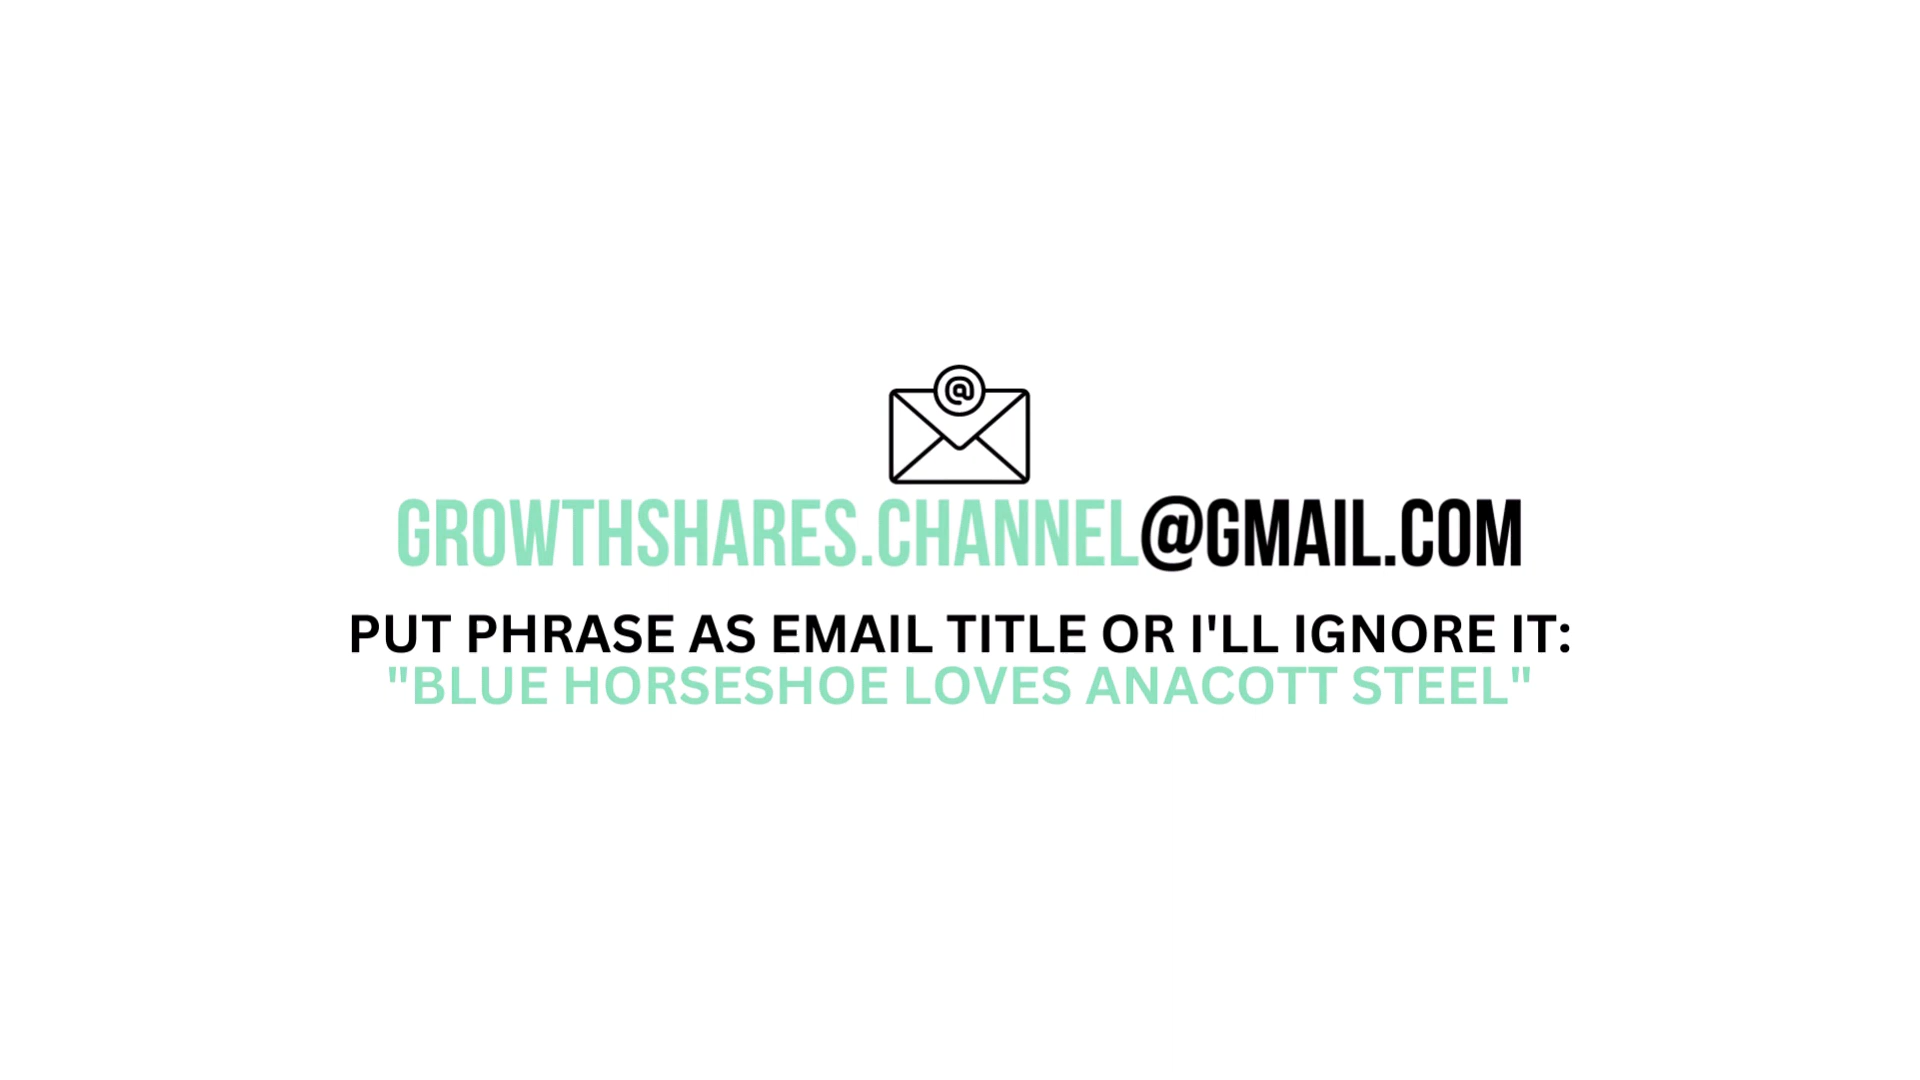 @
GROWTHSHARES.CHANNEL@GMAIL.COM
PUT PHRASE AS EMAIL TITLE OR I'LL IGNORE IT:
"BLUE HORSESHOE LOVES ANACOTT STEEL"